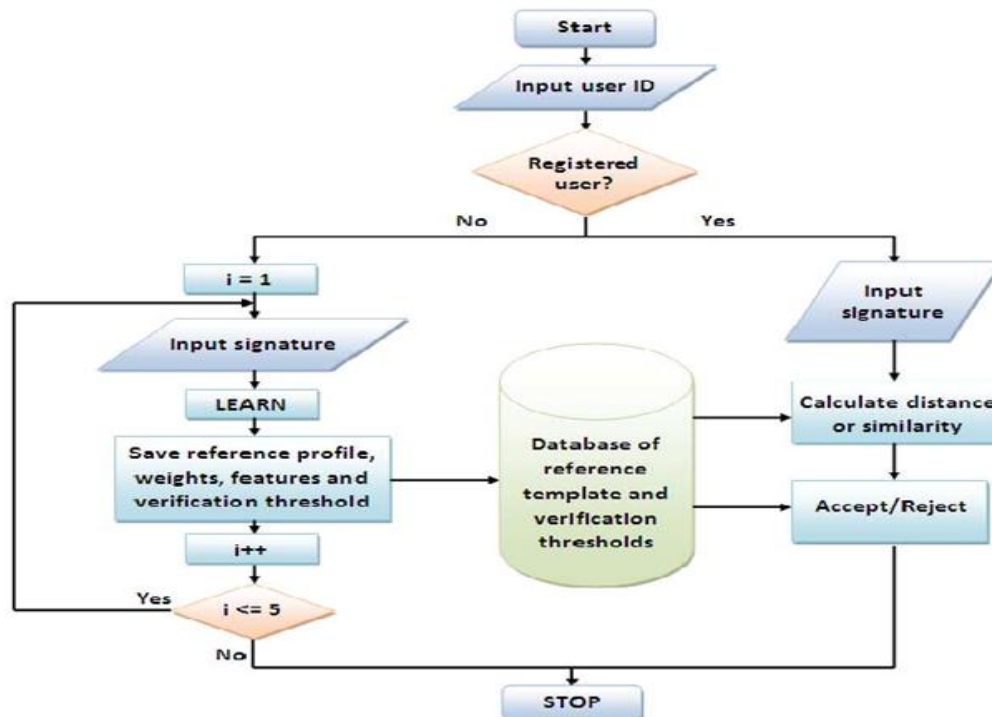 Start
Input user ID
Registered
user?
No
Yes
i = 1
Input signature
LEARN
Save reference profile,
weights, features and
verification threshold
i++
Yes
i <= 5
No
Database of
reference
template and
verification
thresholds
Input
signature
Calculate distance
or similarity
Accept/Reject
STOP